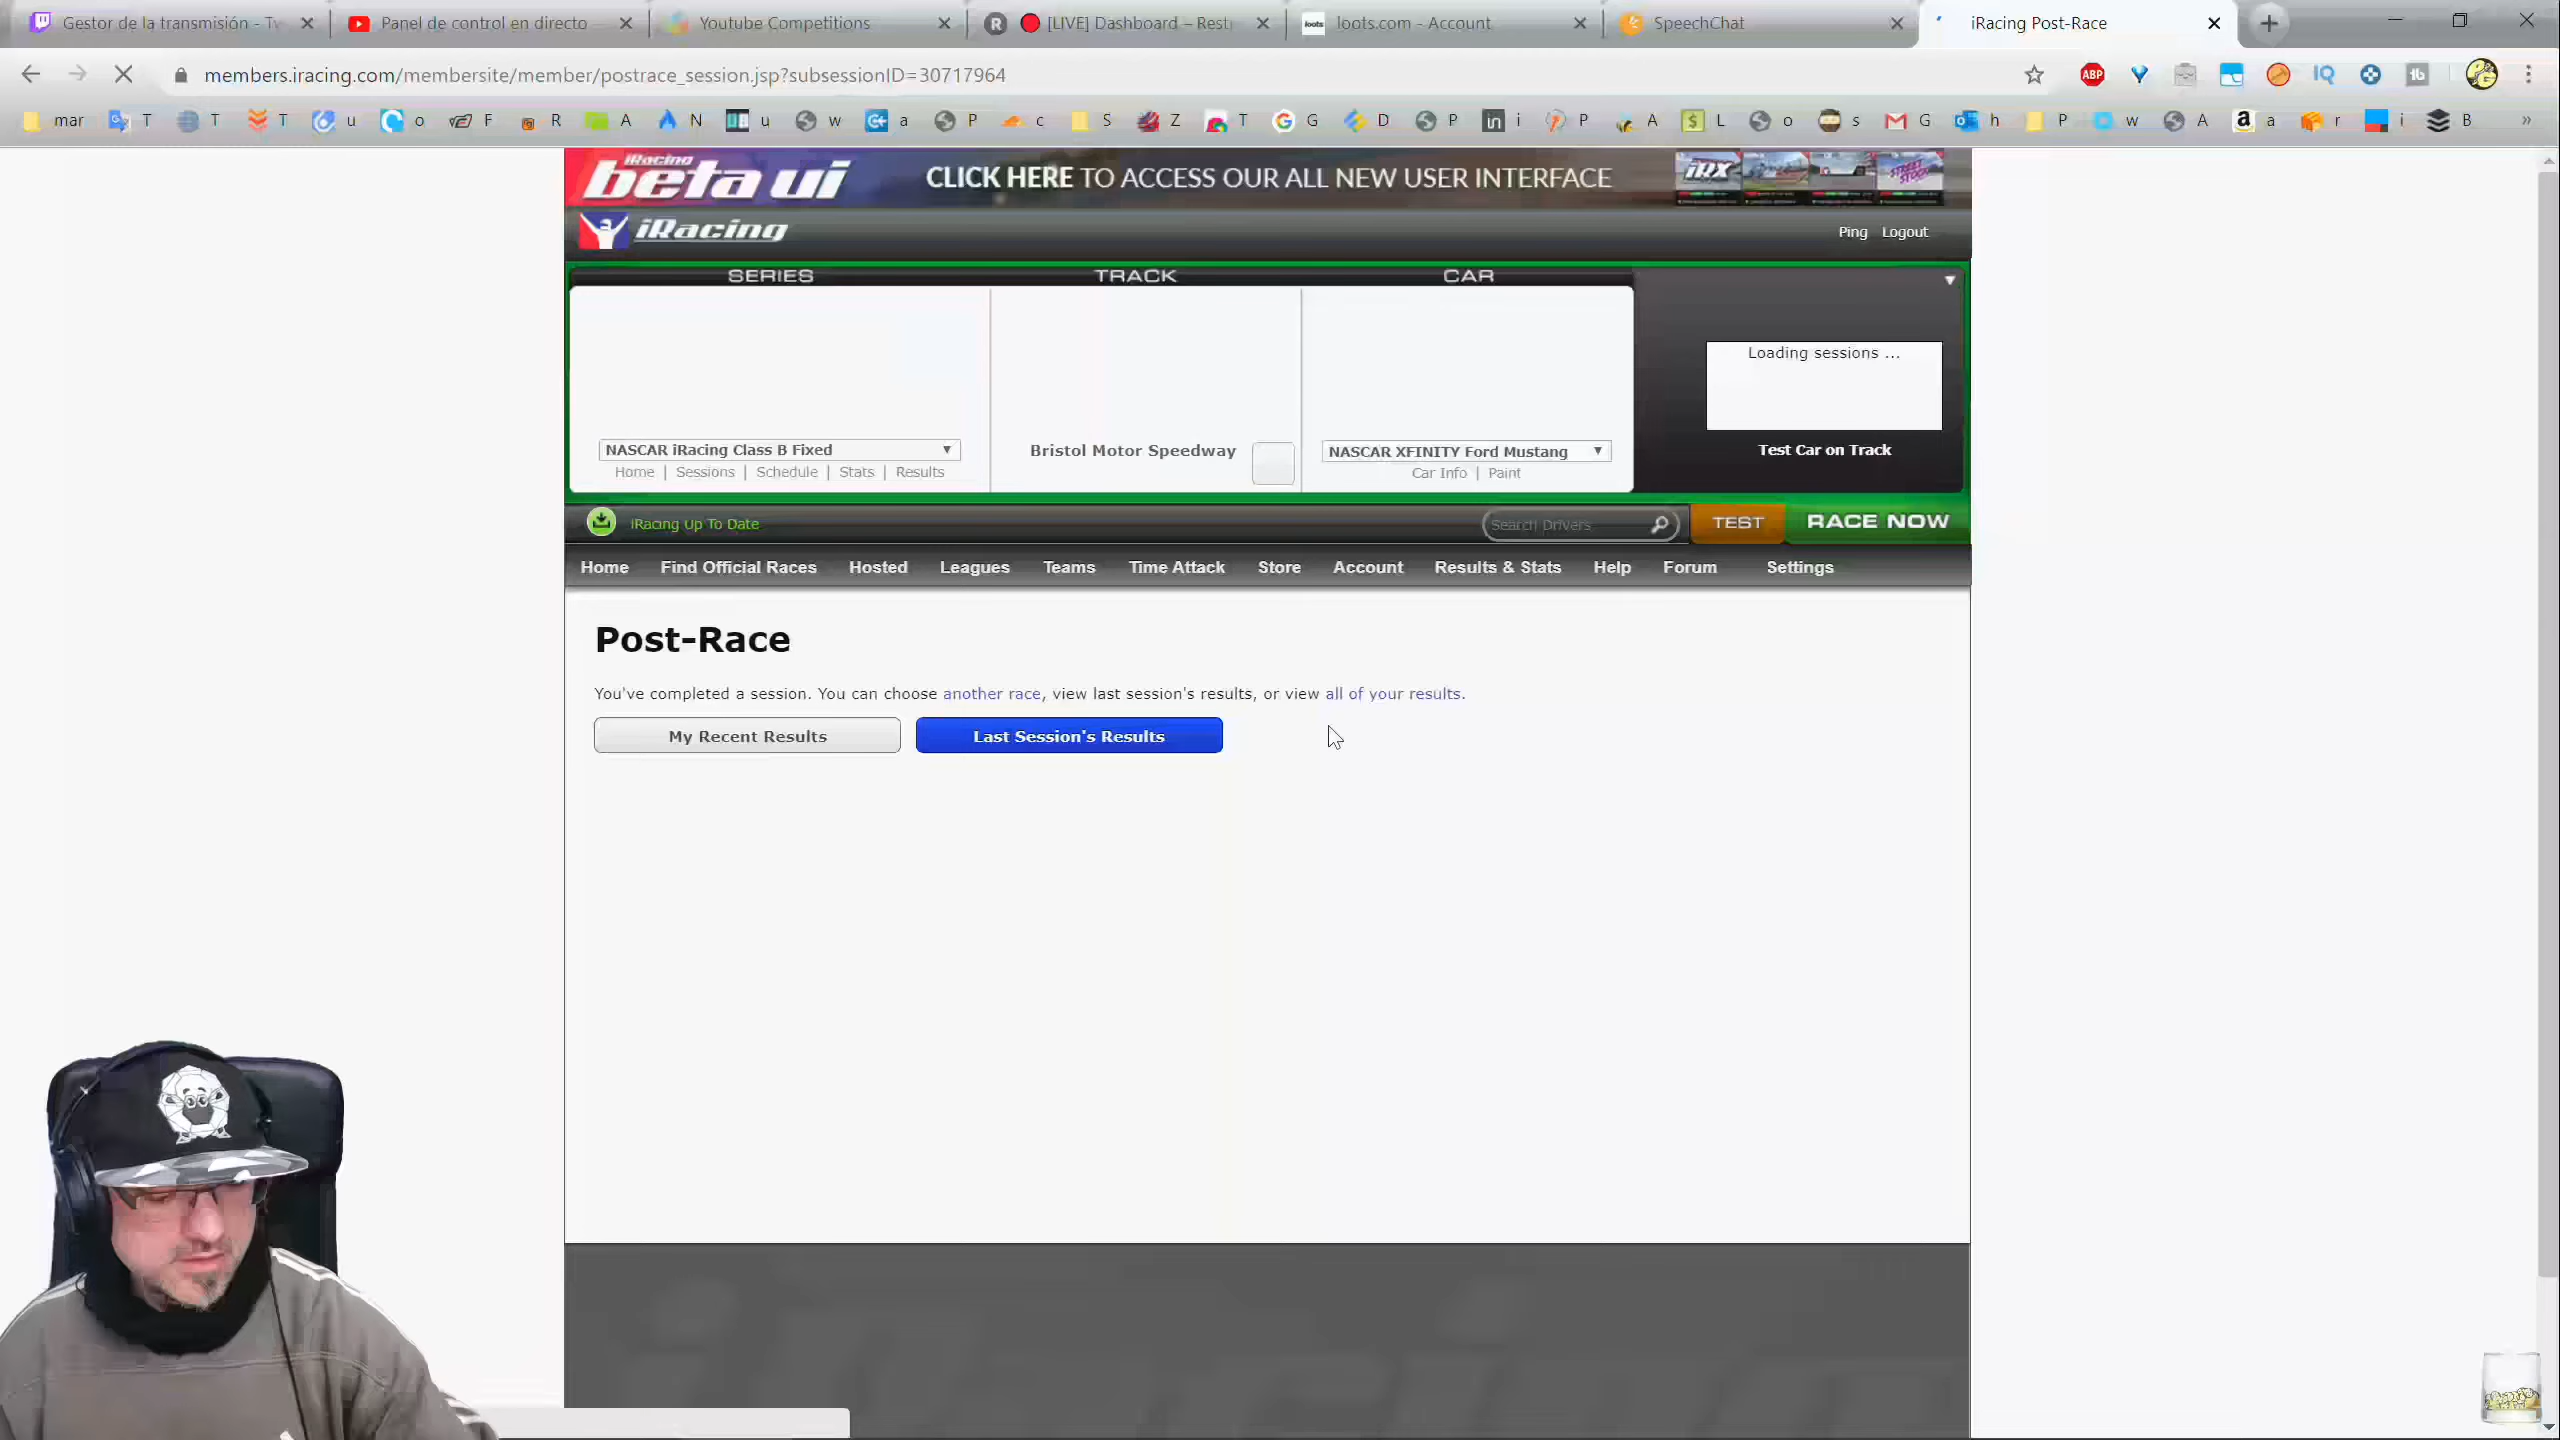 Gestor de la transmisión - Tv
Panel de control en directo
Youtube Competitions
[LIVE] Dashboard – Restr
loots.com - Account
SpeechChat
iRacing Post-Race
members.iracing.com/membersite/member/postrace_session.jsp?subsessionID=30717964
mar T T T u o F R A N u w a P c S Z T G D P i P A L o s G h P w A a r i B »
iRacing
beta ui
CLICK HERE TO ACCESS OUR ALL NEW USER INTERFACE
iRacing
Ping Logout
SERIES TRACK CAR
Loading sessions ...
NASCAR iRacing Class B Fixed
Bristol Motor Speedway
NASCAR XFINITY Ford Mustang
Test Car on Track
Home | Sessions | Schedule | Stats | Results
Car Info | Paint
iRacing Up To Date
Search Drivers
TEST
RACE NOW
Home Find Official Races Hosted Leagues Teams Time Attack Store Account Results & Stats Help Forum Settings
Post-Race
You've completed a session. You can choose another race, view last session's results, or view all of your results.
My Recent Results
Last Session's Results